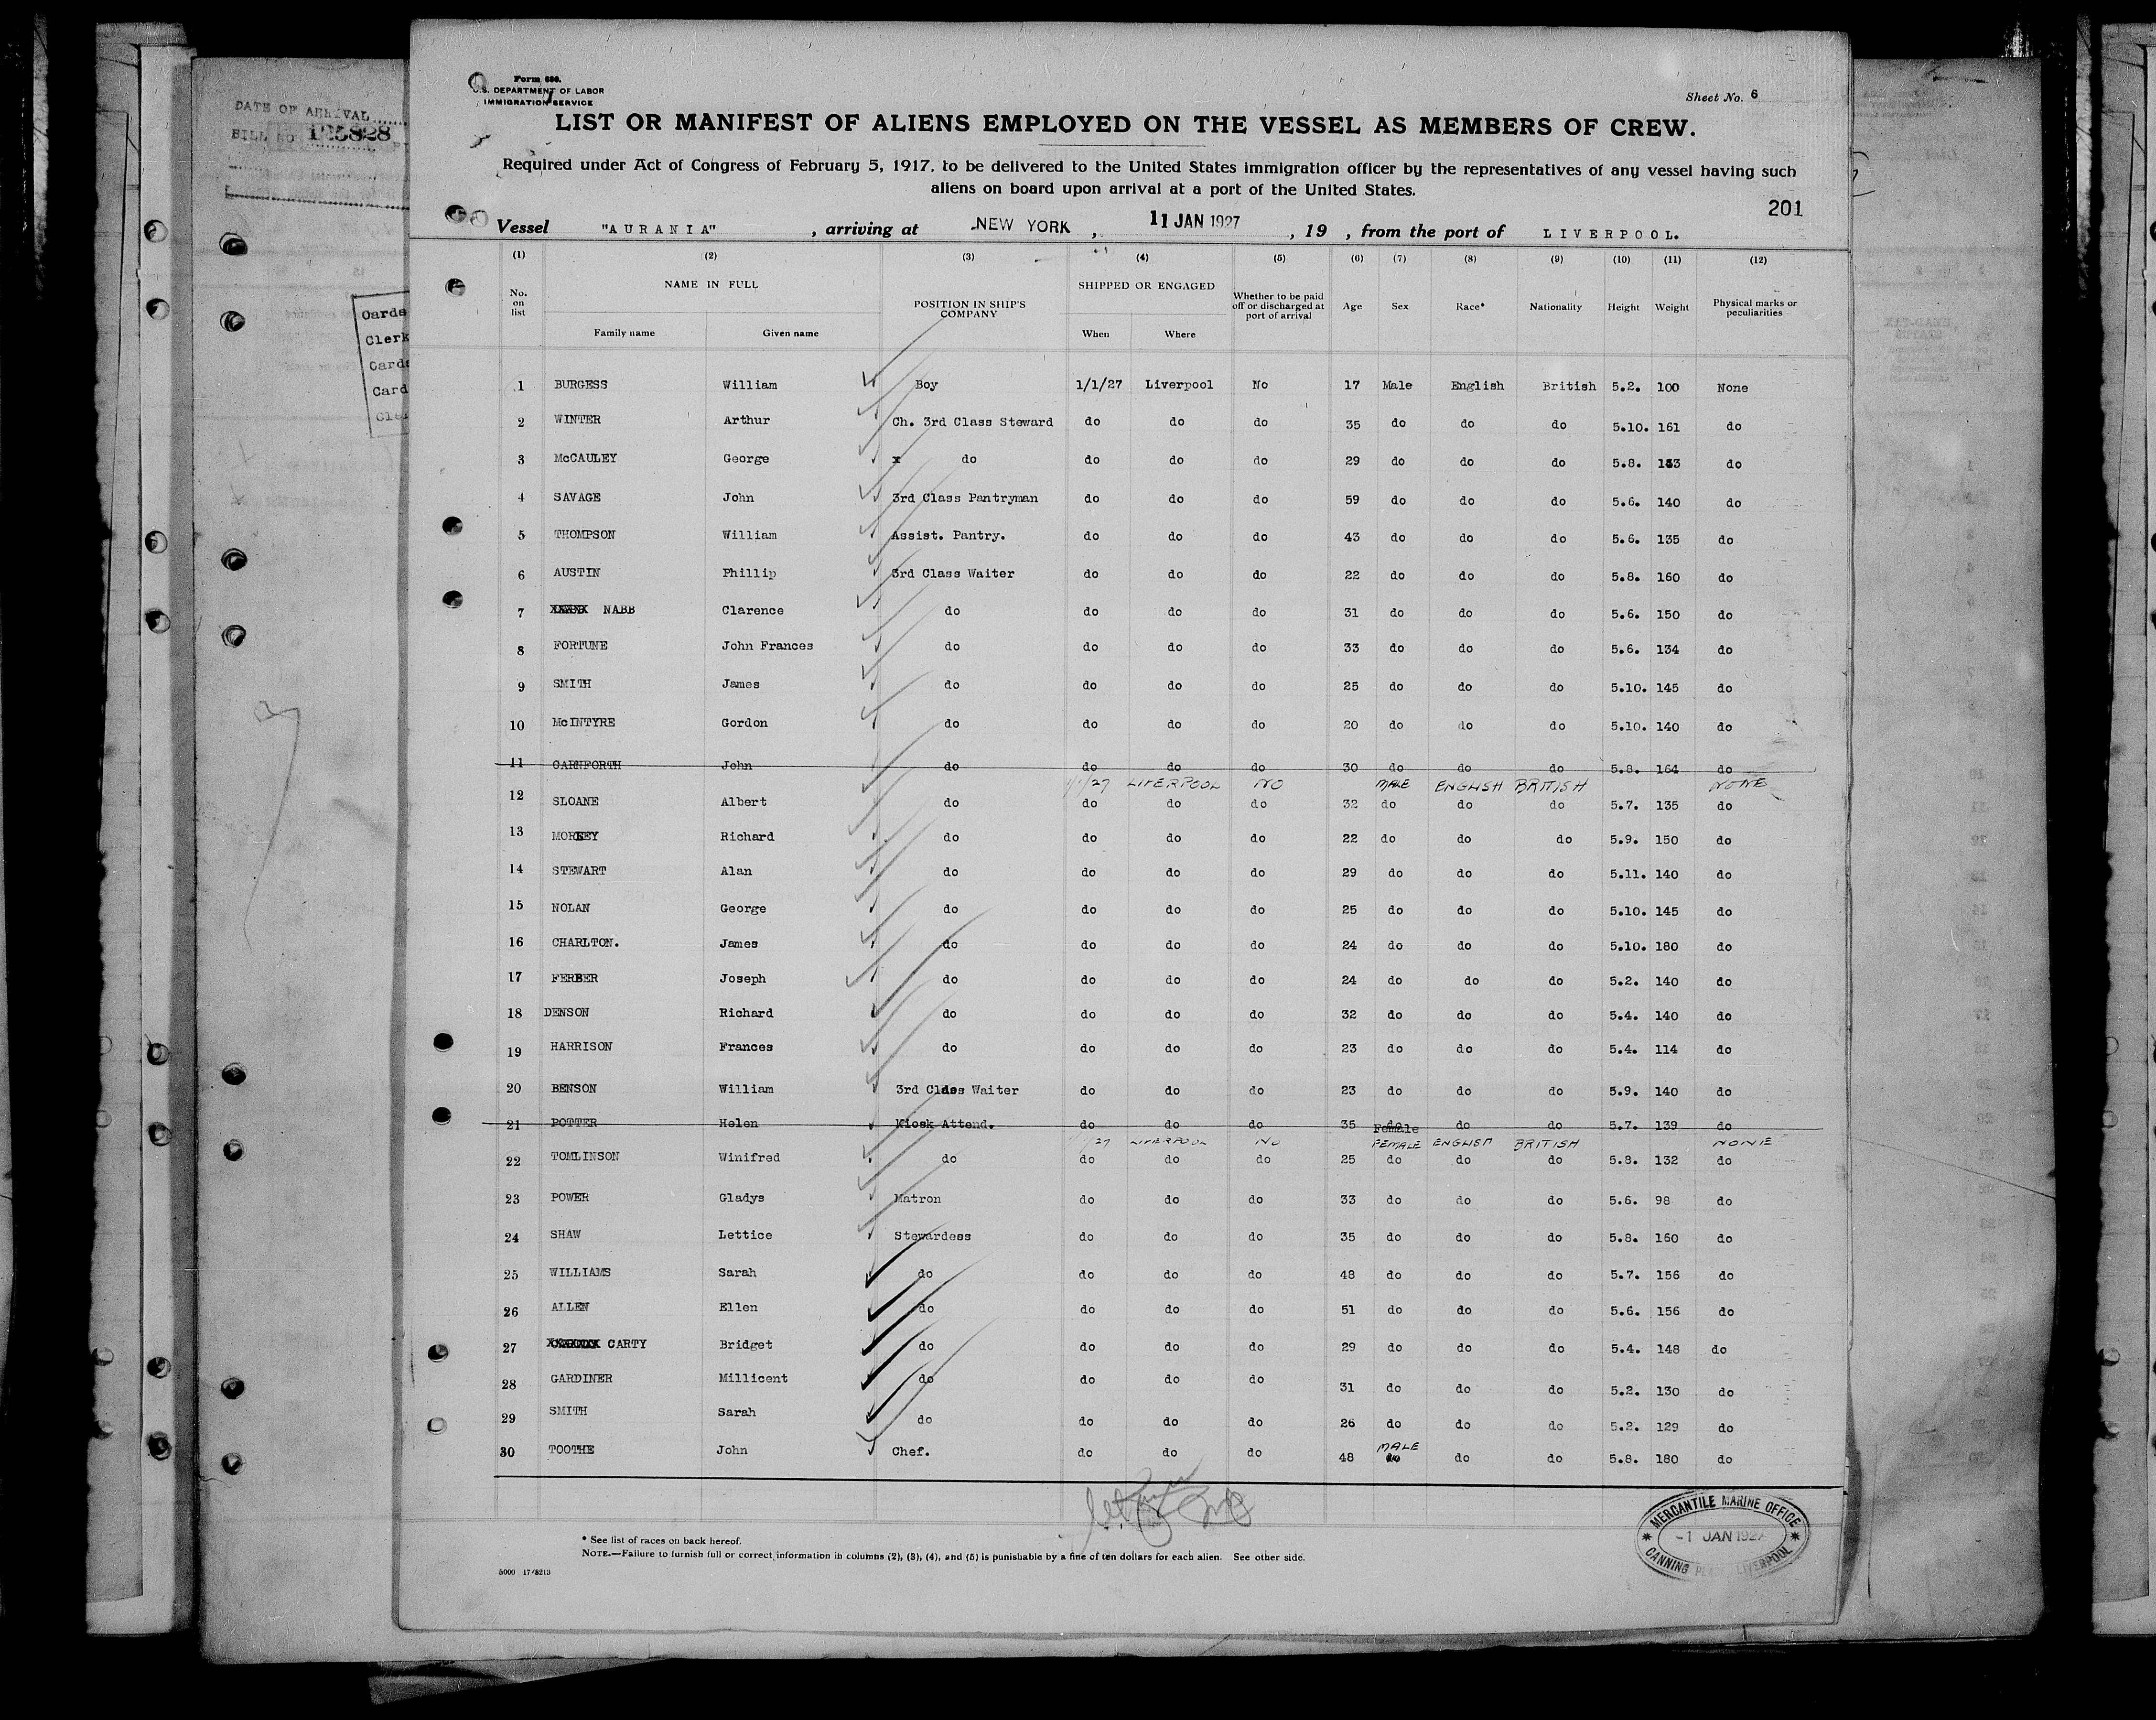 DATE OF ARRIVAL
BILL NO 125828
Cards
Clerk
Cards
Card
Form 680.
U.S. DEPARTMENT OF LABOR
IMMIGRATION SERVICE
Sheet No. 6
LIST OR MANIFEST OF ALIENS EMPLOYED ON THE VESSEL AS MEMBERS OF CREW.
Required under Act of Congress of February 5, 1917, to be delivered to the United States immigration officer by the representatives of any vessel having such
aliens on board upon arrival at a port of the United States.
201
Vessel "AURANIA", arriving at NEW YORK, 11 JAN 1927, 19 , from the port of LIVERPOOL.
(1) (2) (3) (4) (5) (6) (7) (8) (9) (10) (11) (12)
No. on list NAME IN FULL Family name Given name POSITION IN SHIP'S COMPANY SHIPPED OR ENGAGED When Where Whether to be paid off or discharged at port of arrival Age Sex Race* Nationality Height Weight Physical marks or peculiarities
1 BURGESS William Boy 1/1/27 Liverpool No 17 Male English British 5.2. 100 None
2 WINTER Arthur Ch. 3rd Class Steward do do do 35 do do do 5.10. 161 do
3 McCAULEY George x do do do do 29 do do do 5.8. do
4 SAVAGE John 3rd Class Pantryman do do do 59 do do do 5.6. 140 do
5 THOMPSON William Assist. Pantry. do do do 43 do do do 5.6. 135 do
6 AUSTIN Phillip 3rd Class Waiter do do do 22 do do do 5.8. 160 do
7 NABB Clarence do do do do 31 do do do 5.6. 150 do
8 FORTUNE John Frances do do do do 33 do do do 5.6. 134 do
9 SMITH James do do do do 25 do do do 5.10. 145 do
10 McINTYRE Gordon do do do do 20 do do do 5.10. 140 do
11 CARNFORTH John do do do do 30 do do do 5.8. 164 do
1/1/27 LIVERPOOL NO MALE ENGLISH BRITISH NONE
12 SLOANE Albert do do do do 32 do do do 5.7. 135 do
13 Richard do do do do 22 do do do 5.9. 150 do
14 STEWART Alan do do do do 29 do do do 5.11. 140 do
15 NOLAN George do do do do 25 do do do 5.10. 145 do
16 CHARLTON. James do do do do 24 do do do 5.10. 180 do
17 FERBER Joseph do do do do 24 do do do 5.2. 140 do
18 DENSON Richard do do do do 32 do do do 5.4. 140 do
19 HARRISON Frances do do do do 23 do do do 5.4. 114 do
20 BENSON William 3rd Class Waiter do do do 23 do do do 5.9. 140 do
21 POTTER Helen Kiosk Attend. do do do 35 Female do do 5.7. 139 do
1/1/27 LIVERPOOL NO FEMALE ENGLISH BRITISH NONE
22 TOMLINSON Winifred do do do do 25 do do do 5.8. 132 do
23 POWER Gladys Matron do do do 33 do do do 5.6. 98 do
24 SHAW Lettice Stewardess do do do 35 do do do 5.8. 160 do
25 WILLIAMS Sarah do do do do 48 do do do 5.7. 156 do
26 ALLEN Ellen do do do do 51 do do do 5.6. 156 do
27 CARTY Bridget do do do do 29 do do do 5.4. 148 do
28 GARDINER Millicent do do do do 31 do do do 5.2. 130 do
29 SMITH Sarah do do do do 26 do do do 5.2. 129 do
30 TOOTHE John Chef. do do do 48 MALE do do 5.8. 180 do
* See list of races on back hereof.
NOTE.—Failure to furnish full or correct information in columns (2), (3), (4), and (5) is punishable by a fine of ten dollars for each alien. See other side.
5000 17/8213
MERCANTILE MARINE OFFICE
-1 JAN 1927
CANNING LIVERPOOL